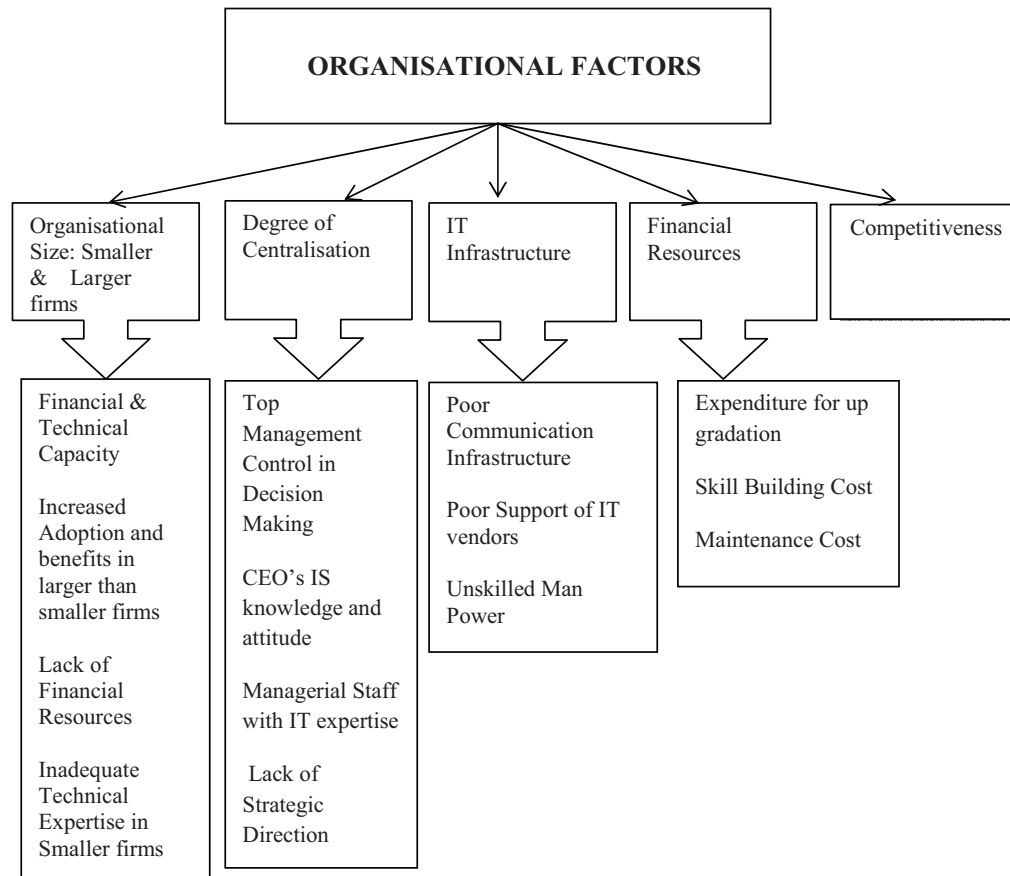 ORGANISATIONAL FACTORS
Organisational
Size: Smaller
& Larger
firms
Degree of
Centralisation
IT
Infrastructure
Financial
Resources
Competitiveness
Financial &
Technical
Capacity
Increased
Adoption and
benefits in
larger than
smaller firms
Lack of
Financial
Resources
Inadequate
Technical
Expertise in
Smaller firms
Top
Management
Control in
Decision
Making
CEO’s IS
knowledge and
attitude
Managerial Staff
with IT expertise
Lack of
Strategic
Direction
Poor
Communication
Infrastructure
Poor Support of IT
vendors
Unskilled Man
Power
Expenditure for up
gradation
Skill Building Cost
Maintenance Cost